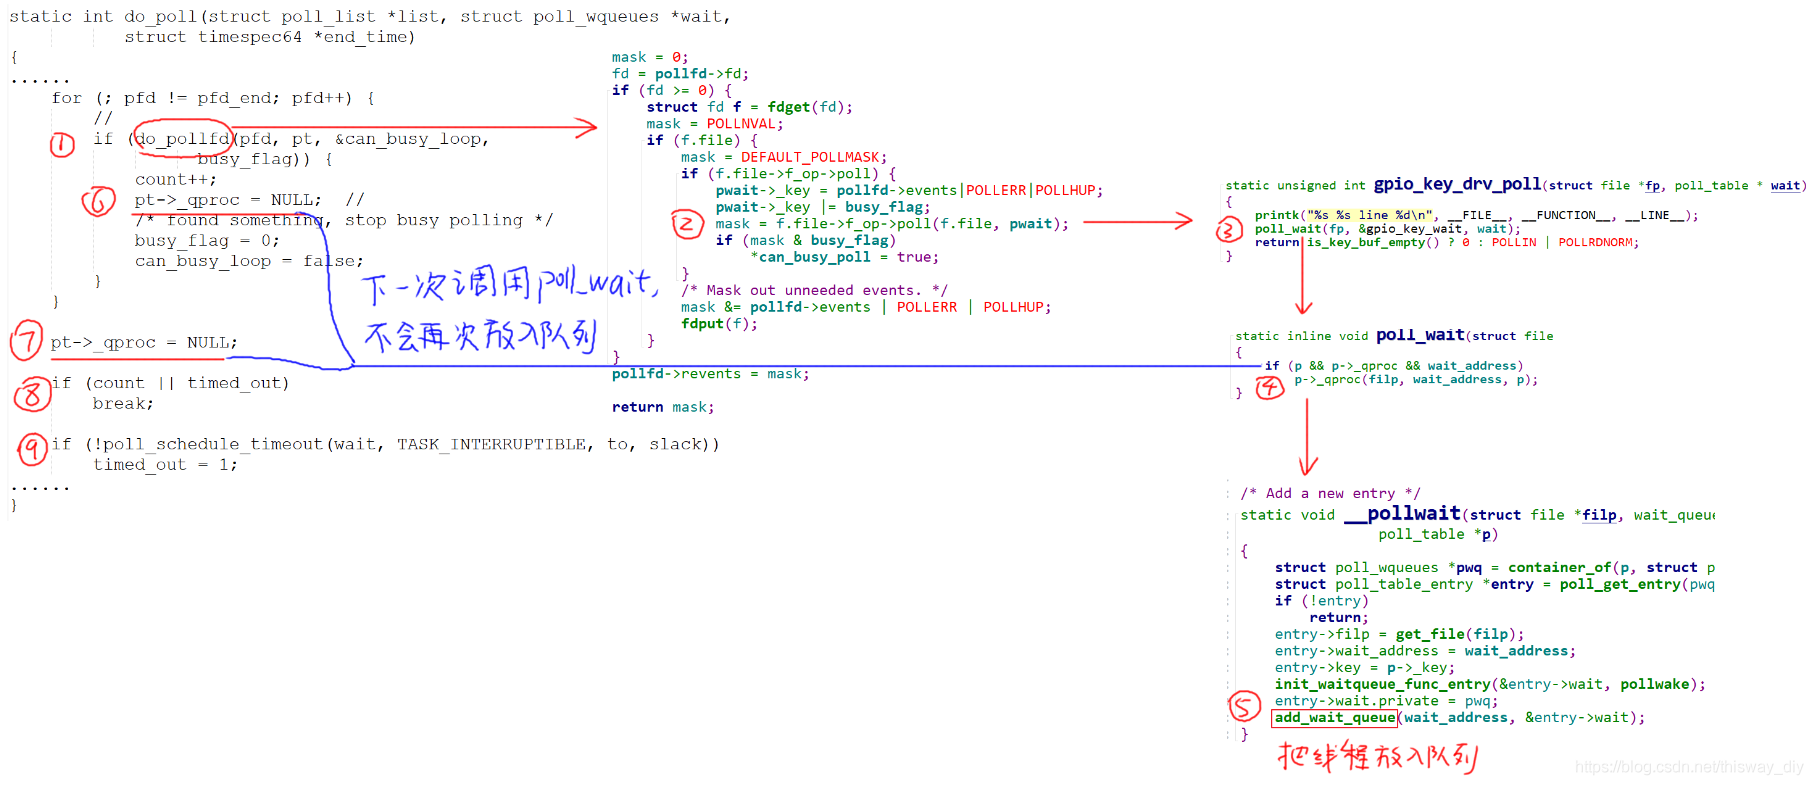 static int do_poll(struct poll_list *list, struct poll_wqueues *wait,
struct timespec64 *end_time)
{
......
for (; pfd != pfd_end; pfd++) {
//
① if (do_pollfd(pfd, pt, &can_busy_loop,
busy_flag)) {
count++;
⑥ pt->_qproc = NULL; //
/* found something, stop busy polling */
busy_flag = 0;
can_busy_loop = false;
}
}
⑦ pt->_qproc = NULL;
⑧ if (count || timed_out)
break;
⑨ if (!poll_schedule_timeout(wait, TASK_INTERRUPTIBLE, to, slack))
timed_out = 1;
......
}
下一次调用poll_wait,
不会再次放入队列
mask = 0;
fd = pollfd->fd;
if (fd >= 0) {
struct fd f = fdget(fd);
mask = POLLNVAL;
if (f.file) {
mask = DEFAULT_POLLMASK;
if (f.file->f_op->poll) {
pwait->_key = pollfd->events|POLLERR|POLLHUP;
pwait->_key |= busy_flag;
② mask = f.file->f_op->poll(f.file, pwait);
if (mask & busy_flag)
*can_busy_poll = true;
}
/* Mask out unneeded events. */
mask &= pollfd->events | POLLERR | POLLHUP;
fdput(f);
}
}
pollfd->revents = mask;
return mask;
static unsigned int gpio_key_drv_poll(struct file *fp, poll_table * wait)
{
printk("%s %s line %d\n", __FILE__, __FUNCTION__, __LINE__);
③ poll_wait(fp, &gpio_key_wait, wait);
return is_key_buf_empty() ? 0 : POLLIN | POLLRDNORM;
}
static inline void poll_wait(struct file
{
if (p && p->_qproc && wait_address)
④ p->_qproc(filp, wait_address, p);
}
/* Add a new entry */
static void __pollwait(struct file *filp, wait_queue
poll_table *p)
{
struct poll_wqueues *pwq = container_of(p, struct p
struct poll_table_entry *entry = poll_get_entry(pwq
if (!entry)
return;
entry->filp = get_file(filp);
entry->wait_address = wait_address;
entry->key = p->_key;
init_waitqueue_func_entry(&entry->wait, pollwake);
entry->wait.private = pwq;
⑤ add_wait_queue(wait_address, &entry->wait);
}
把线程放入队列
https://blog.csdn.net/thisway_diy